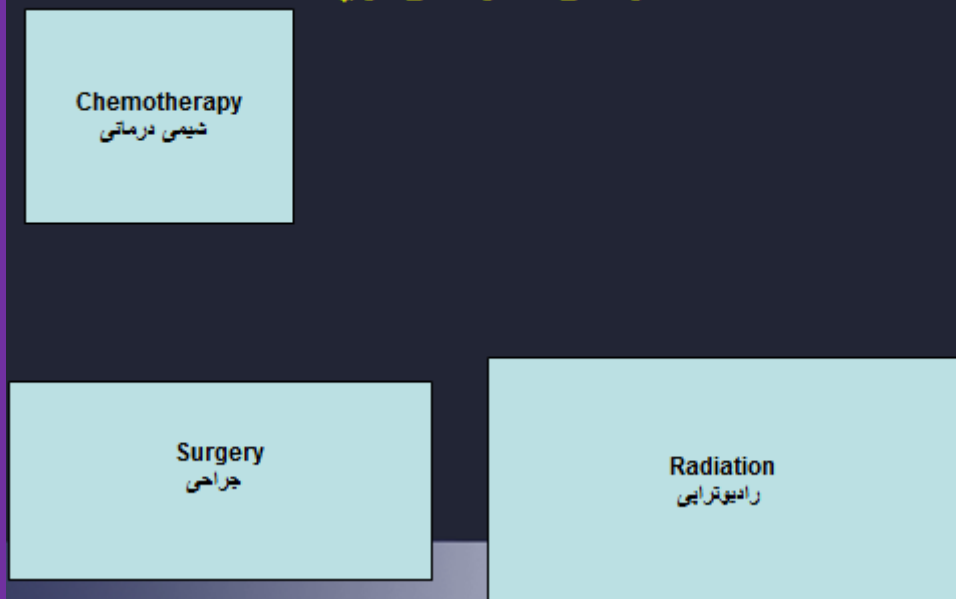 Chemotherapy
شیمی درمانی
Surgery
جراحی
Radiation
رادیوتراپی